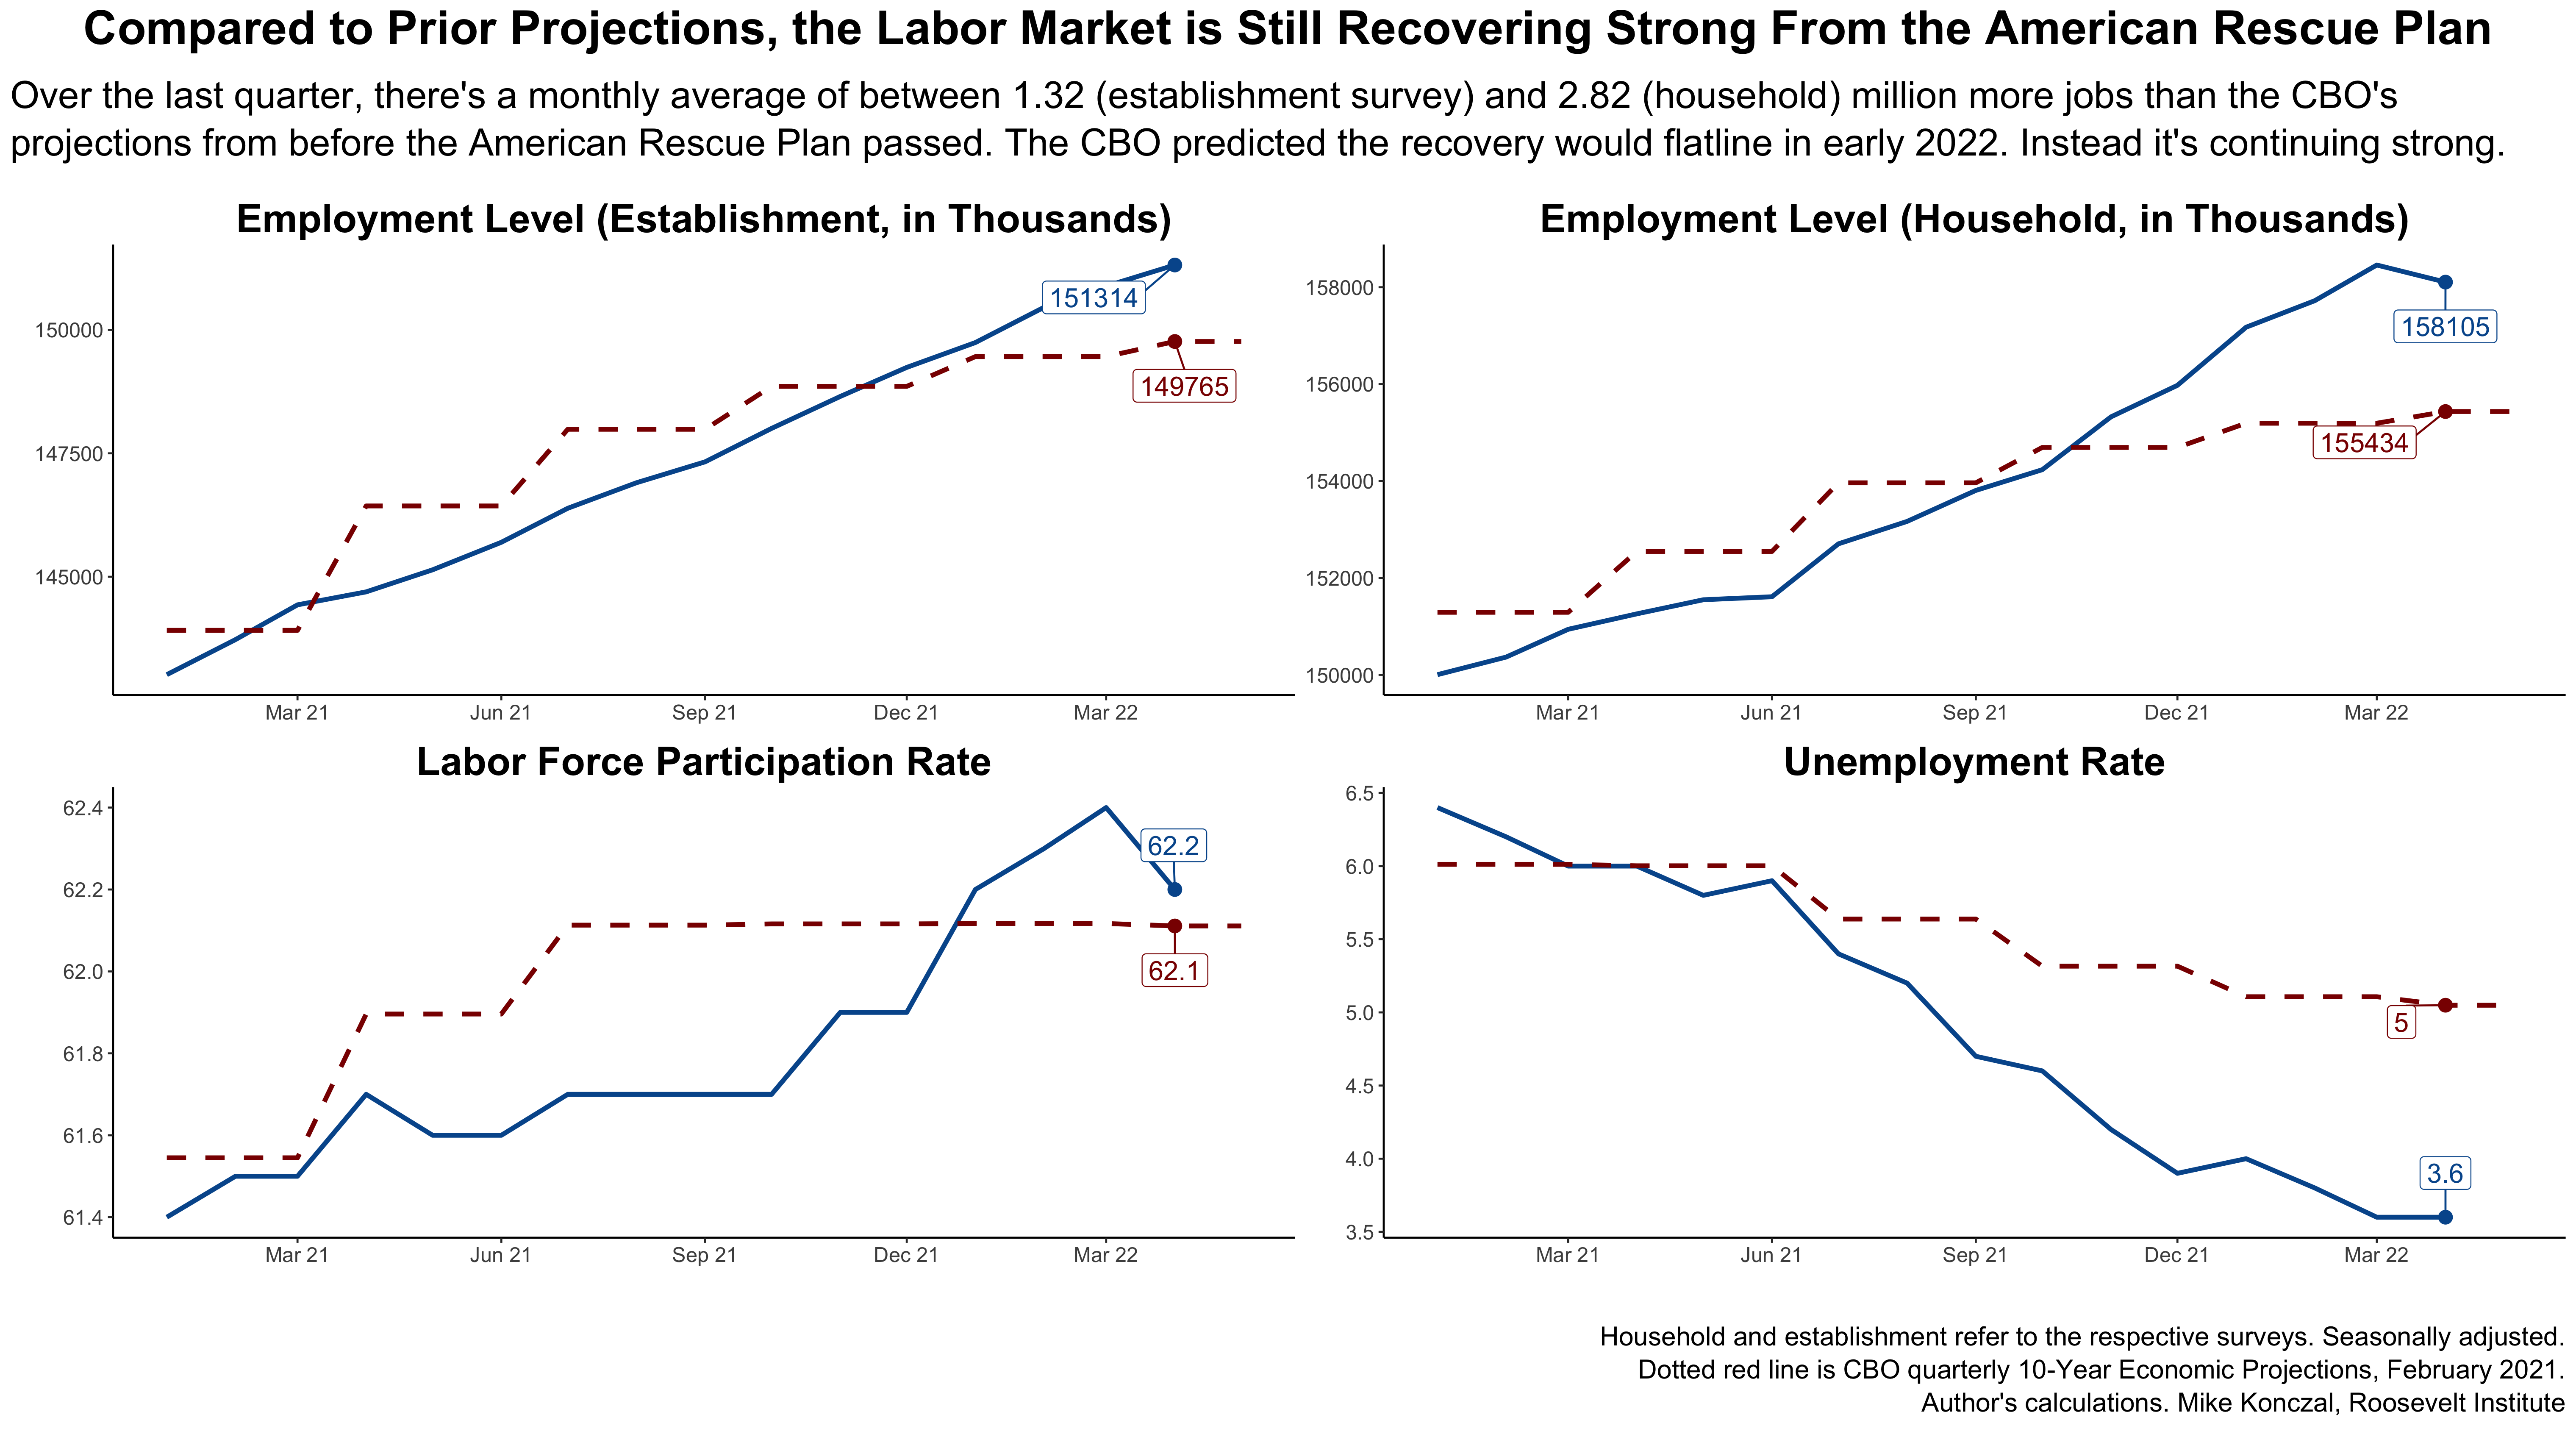 Compared to Prior Projections, the Labor Market is Still Recovering Strong From the American Rescue Plan
Over the last quarter, there's a monthly average of between 1.32 (establishment survey) and 2.82 (household) million more jobs than the CBO's
projections from before the American Rescue Plan passed. The CBO predicted the recovery would flatline in early 2022. Instead it's continuing strong.
Employment Level (Establishment, in Thousands)
150000
147500
145000
151314
149765
Mar 21
Jun 21
Sep 21
Dec 21
Mar 22
Employment Level (Household, in Thousands)
158000
156000
154000
152000
150000
158105
155434
Mar 21
Jun 21
Sep 21
Dec 21
Mar 22
Labor Force Participation Rate
62.4
62.2
62.0
61.8
61.6
61.4
62.2
62.1
Mar 21
Jun 21
Sep 21
Dec 21
Mar 22
Unemployment Rate
6.5
6.0
5.5
5.0
4.5
4.0
3.5
5
3.6
Mar 21
Jun 21
Sep 21
Dec 21
Mar 22
Household and establishment refer to the respective surveys. Seasonally adjusted.
Dotted red line is CBO quarterly 10-Year Economic Projections, February 2021.
Author's calculations. Mike Konczal, Roosevelt Institute